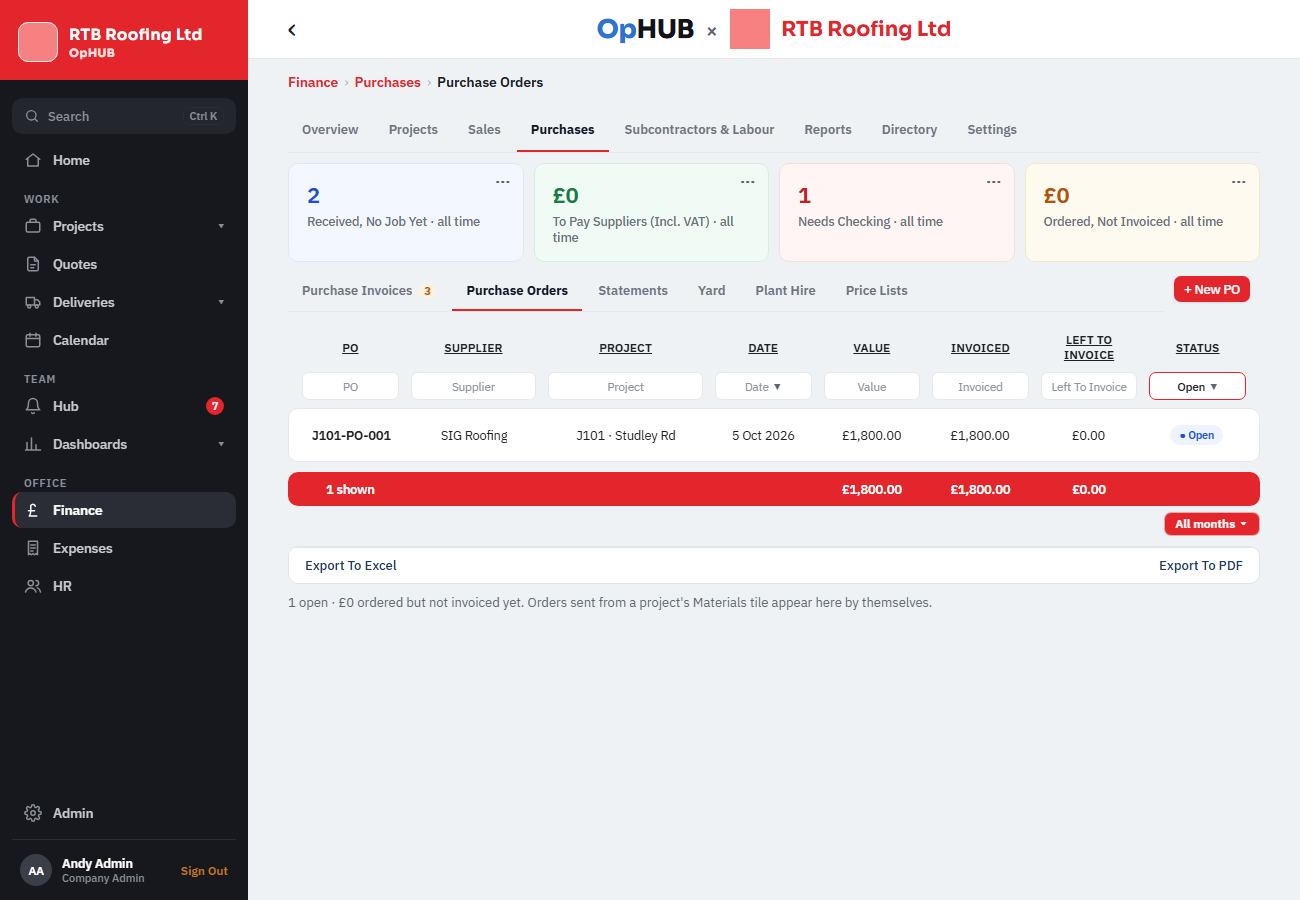 RTB Roofing Ltd
OpHUB
Search
Ctrl K
Home
WORK
Projects
Quotes
Deliveries
Calendar
TEAM
Hub
7
Dashboards
OFFICE
Finance
Expenses
HR
Admin
AA
Andy Admin
Company Admin
Sign Out
OpHUB × RTB Roofing Ltd
Finance › Purchases › Purchase Orders
Overview
Projects
Sales
Purchases
Subcontractors & Labour
Reports
Directory
Settings
2
Received, No Job Yet · all time
£0
To Pay Suppliers (Incl. VAT) · all
time
1
Needs Checking · all time
£0
Ordered, Not Invoiced · all time
Purchase Invoices 3
Purchase Orders
Statements
Yard
Plant Hire
Price Lists
+ New PO
PO
SUPPLIER
PROJECT
DATE
VALUE
INVOICED
LEFT TO
INVOICE
STATUS
PO
Supplier
Project
Date
Value
Invoiced
Left To Invoice
Open
J101-PO-001
SIG Roofing
J101 · Studley Rd
5 Oct 2026
£1,800.00
£1,800.00
£0.00
Open
1 shown
£1,800.00
£1,800.00
£0.00
All months
Export To Excel
Export To PDF
1 open · £0 ordered but not invoiced yet. Orders sent from a project's Materials tile appear here by themselves.